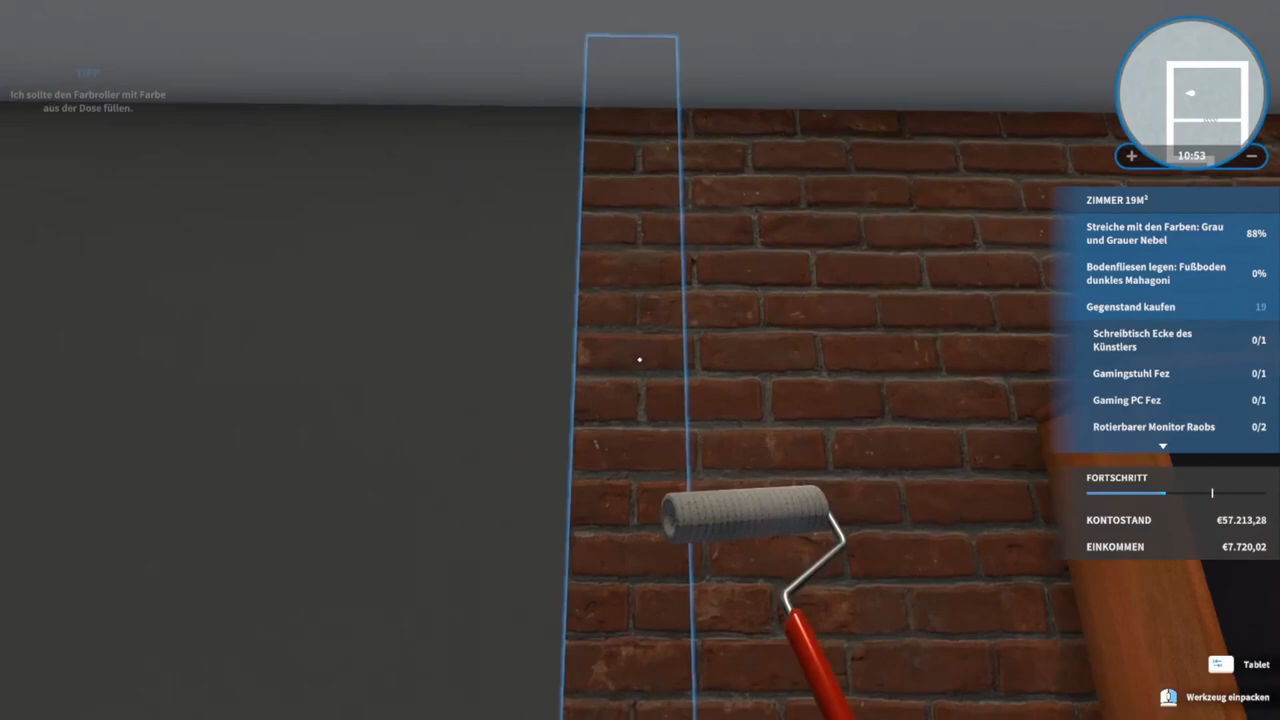 TIPP
Ich sollte den Farbroller mit Farbe
aus der Dose füllen.
10:53
ZIMMER 19M²
Streiche mit den Farben: Grau
und Grauer Nebel 88%
Bodenfliesen legen: Fußboden
dunkles Mahagoni 0%
Gegenstand kaufen 19
Schreibtisch Ecke des
Künstlers 0/1
Gamingstuhl Fez 0/1
Gaming PC Fez 0/1
Rotierbarer Monitor Raobs 0/2
FORTSCHRITT
KONTOSTAND €57.213,28
EINKOMMEN €7.720,02
Tablet
Werkzeug einpacken